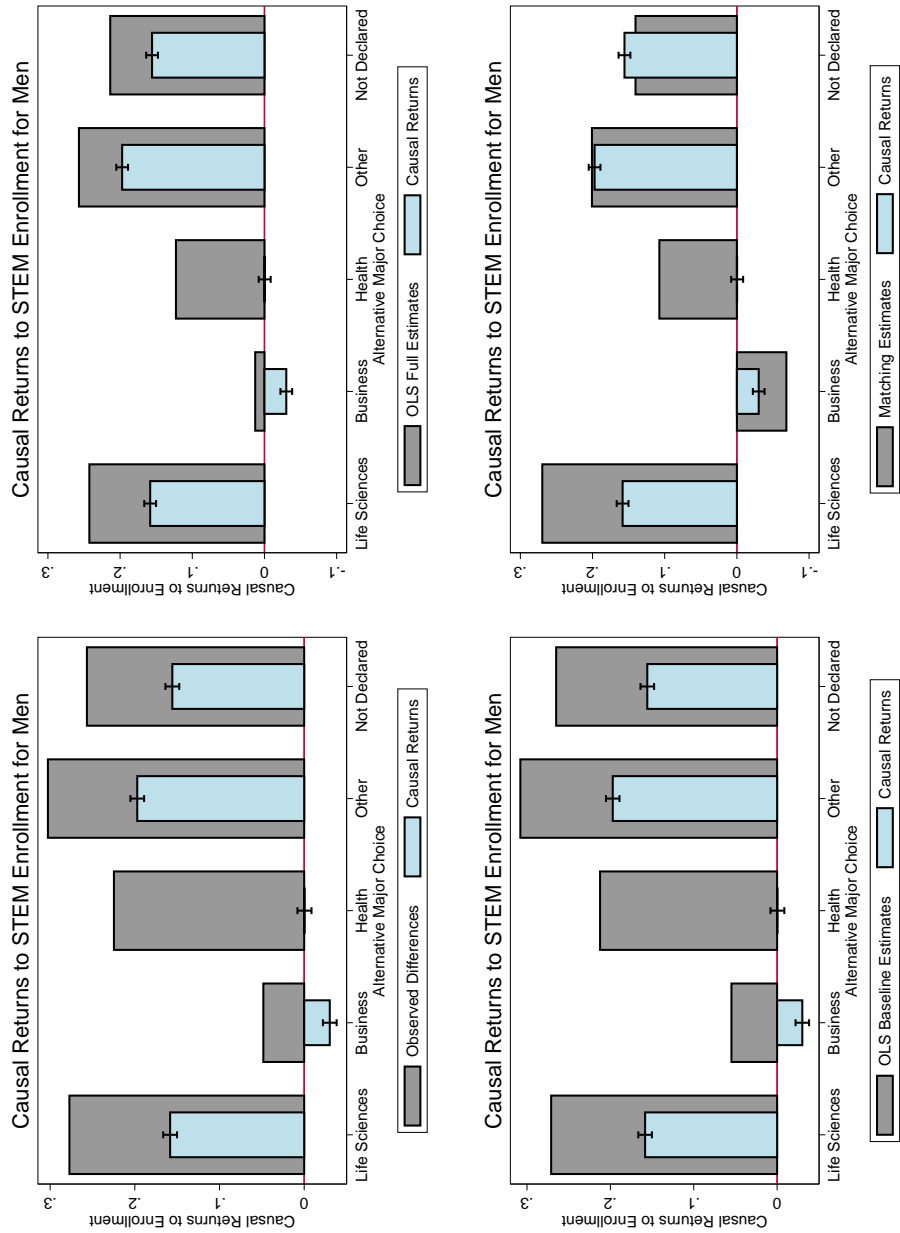 Causal Returns to STEM Enrollment for Men
Causal Returns to Enrollment
.3
.2
.1
0
Life Sciences
Business
Health
Other
Not Declared
Alternative Major Choice
Observed Differences
Causal Returns
Causal Returns to STEM Enrollment for Men
Causal Returns to Enrollment
.3
.2
.1
0
-.1
Life Sciences
Business
Health
Other
Not Declared
Alternative Major Choice
OLS Full Estimates
Causal Returns
Causal Returns to STEM Enrollment for Men
Causal Returns to Enrollment
.3
.2
.1
0
Life Sciences
Business
Health
Other
Not Declared
Alternative Major Choice
OLS Baseline Estimates
Causal Returns
Causal Returns to STEM Enrollment for Men
Causal Returns to Enrollment
.3
.2
.1
0
-.1
Life Sciences
Business
Health
Other
Not Declared
Alternative Major Choice
Matching Estimates
Causal Returns